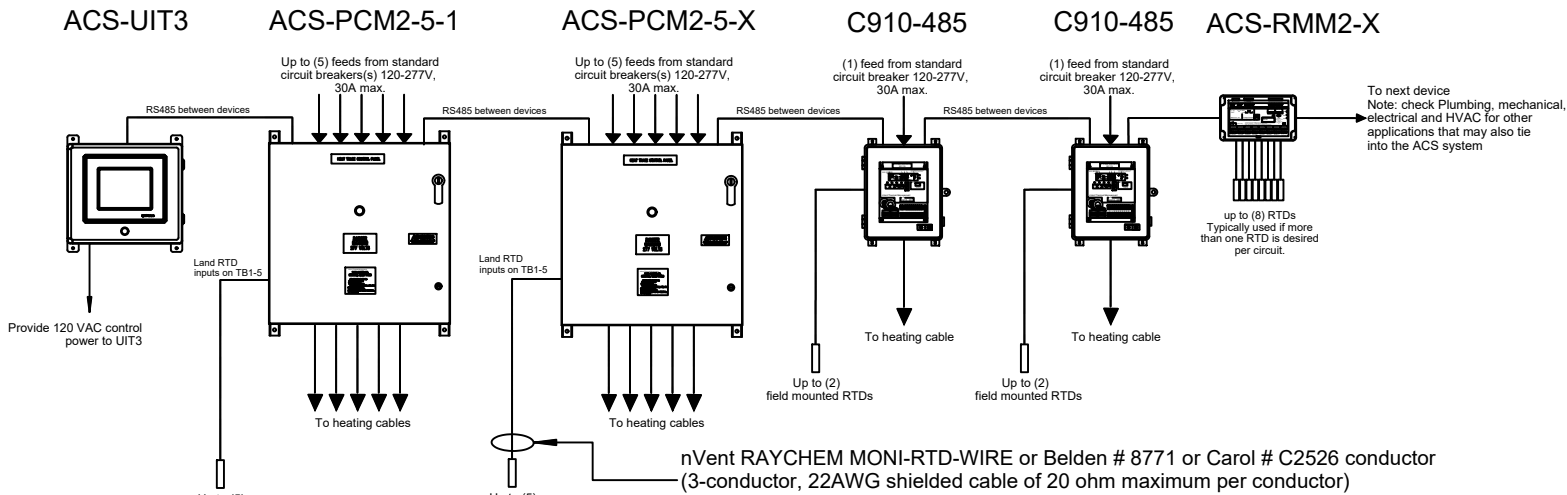 ACS-UIT3
ACS-PCM2-5-1
ACS-PCM2-5-X
C910-485
C910-485
ACS-RMM2-X
Up to (5) feeds from standard
circuit breakers(s) 120-277V,
30A max.
Up to (5) feeds from standard
circuit breakers(s) 120-277V,
30A max.
(1) feed from standard
circuit breaker 120-277V,
30A max.
(1) feed from standard
circuit breaker 120-277V,
30A max.
RS485 between devices
RS485 between devices
RS485 between devices
RS485 between devices
To next device
Note: check Plumbing, mechanical,
electrical and HVAC for other
applications that may also tie
into the ACS system
up to (8) RTDs
Typically used if more
than one RTD is desired
per circuit.
Land RTD
inputs on TB1-5
Land RTD
inputs on TB1-5
Provide 120 VAC control
power to UIT3
To heating cable
To heating cable
Up to (2)
field mounted RTDs
Up to (2)
field mounted RTDs
To heating cables
To heating cables
nVent RAYCHEM MONI-RTD-WIRE or Belden # 8771 or Carol # C2526 conductor
(3-conductor, 22AWG shielded cable of 20 ohm maximum per conductor)